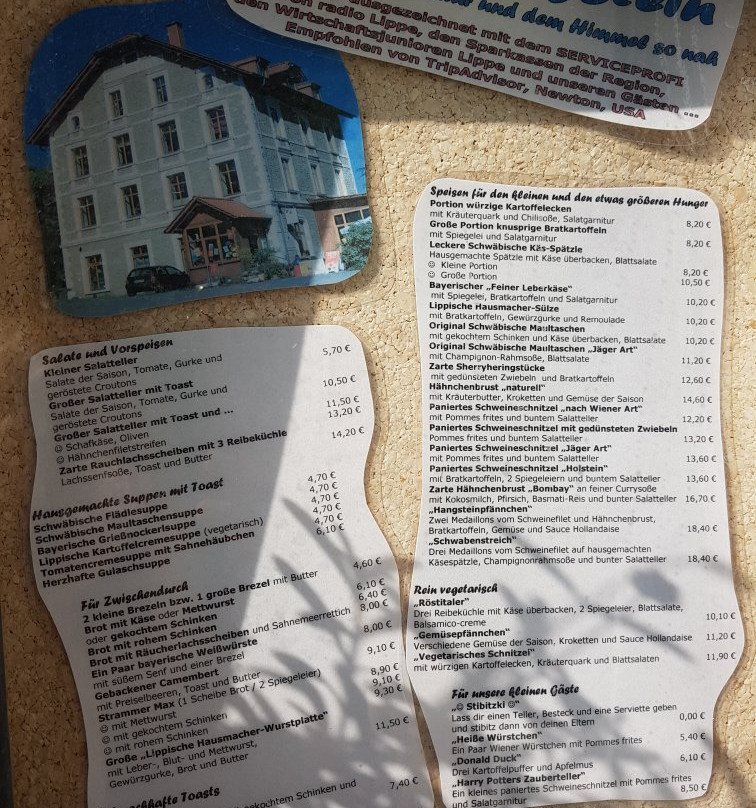 und dem Himmel so nah
ausgezeichnet mit dem SERVICEPROFI
von radio Lippe, den Sparkassen der Region,
den Wirtschaftsjunioren Lippe und unseren Gästen ...
Empfohlen von TripAdvisor, Newton, USA
Salate und Vorspeisen
Kleiner Salatteller 5,70 €
Salate der Saison, Tomate, Gurke und
geröstete Croutons
Großer Salatteller mit Toast 10,50 €
Salate der Saison, Tomate, Gurke und
geröstete Croutons
Großer Salatteller mit Toast und ...
☺ Schafkäse, Oliven 11,50 €
☺ Hähnchenfiletstreifen 13,20 €
Zarte Rauchlachsscheiben mit 3 Reibeküchle 14,20 €
Lachssenfsoße, Toast und Butter
Hausgemachte Suppen mit Toast
Schwäbische Flädlesuppe 4,70 €
Schwäbische Maultaschensuppe 4,70 €
Bayerische Grießnockerlsuppe 4,70 €
Lippische Kartoffelcremesuppe (vegetarisch) 4,70 €
Tomatencremesuppe mit Sahnehäubchen 4,70 €
Herzhafte Gulaschsuppe 6,10 €
Für Zwischendurch
2 kleine Brezeln bzw. 1 große Brezel mit Butter 4,60 €
Brot mit Käse oder Mettwurst
oder gekochtem Schinken 6,10 €
Brot mit rohem Schinken 6,40 €
Brot mit Räucherlachsscheiben und Sahnemeerrettich 8,00 €
Ein Paar bayerische Weißwürste
mit süßem Senf und einer Brezel 8,00 €
Gebackener Camembert
mit Preiselbeeren, Toast und Butter 9,10 €
Strammer Max (1 Scheibe Brot / 2 Spiegeleier)
☺ mit Mettwurst 8,90 €
☺ mit gekochtem Schinken 9,10 €
☺ mit rohem Schinken 9,30 €
Große „Lippische Hausmacher-Wurstplatte"
mit Leber-, Blut- und Mettwurst, 11,50 €
Gewürzgurke, Brot und Butter
Toasts
gekochtem Schinken und 7,40 €
Speisen für den kleinen und den etwas größeren Hunger
Portion würzige Kartoffelecken
mit Kräuterquark und Chilisoße, Salatgarnitur 8,20 €
Große Portion knusprige Bratkartoffeln
mit Spiegelei und Salatgarnitur 8,20 €
Leckere Schwäbische Käs-Spätzle
Hausgemachte Spätzle mit Käse überbacken, Blattsalate
☺ Kleine Portion 8,20 €
☺ Große Portion 10,50 €
Bayerischer „Feiner Leberkäse"
mit Spiegelei, Bratkartoffeln und Salatgarnitur 10,20 €
Lippische Hausmacher-Sülze
mit Bratkartoffeln, Gewürzgurke und Remoulade 10,20 €
Original Schwäbische Maultaschen
mit gekochtem Schinken und Käse überbacken, Blattsalate 10,20 €
Original Schwäbische Maultaschen „Jäger Art"
mit Champignon-Rahmsoße, Blattsalate 11,20 €
Zarte Sherryheringstücke
mit gedünsteten Zwiebeln und Bratkartoffeln 12,60 €
Hähnchenbrust „naturell"
mit Kräuterbutter, Kroketten und Gemüse der Saison 14,60 €
Paniertes Schweineschnitzel „nach Wiener Art"
mit Pommes frites und buntem Salatteller 12,20 €
Paniertes Schweineschnitzel mit gedünsteten Zwiebeln
Pommes frites und buntem Salatteller 13,20 €
Paniertes Schweineschnitzel „Jäger Art"
mit Pommes frites und buntem Salatteller 13,60 €
Paniertes Schweineschnitzel „Holstein"
mit Bratkartoffeln, 2 Spiegeleiern und buntem Salatteller 13,60 €
Zarte Hähnchenbrust „Bombay" an feiner Currysoße
mit Kokosmilch, Pfirsich, Basmati-Reis und bunter Salatteller 16,70 €
„Hangsteinpfännchen"
Zwei Medaillons vom Schweinefilet und Hähnchenbrust,
Bratkartoffeln, Gemüse und Sauce Hollandaise 18,40 €
„Schwabenstreich"
Drei Medaillons vom Schweinefilet auf hausgemachten
Käsespätzle, Champignonrahmsoße und bunter Salatteller 18,40 €
Rein vegetarisch
„Röstitaler"
Drei Reibeküchle mit Käse überbacken, 2 Spiegeleier, Blattsalate,
Balsamico-creme 10,10 €
„Gemüsepfännchen"
Verschiedene Gemüse der Saison, Kroketten und Sauce Hollandaise 11,20 €
„Vegetarisches Schnitzel"
mit würzigen Kartoffelecken, Kräuterquark und Blattsalaten 11,90 €
Für unsere kleinen Gäste
„☺ Stibitzki ☺"
Lass dir einen Teller, Besteck und eine Serviette geben
und stibitz dann von deinen Eltern 0,00 €
„Heiße Würstchen"
Ein Paar Wiener Würstchen mit Pommes frites 5,40 €
„Donald Duck"
Drei Kartoffelpuffer und Apfelmus 6,10 €
„Harry Potters Zauberteller"
Ein kleines paniertes Schweineschnitzel mit Pommes frites
und Salatgarnitur 8,50 €